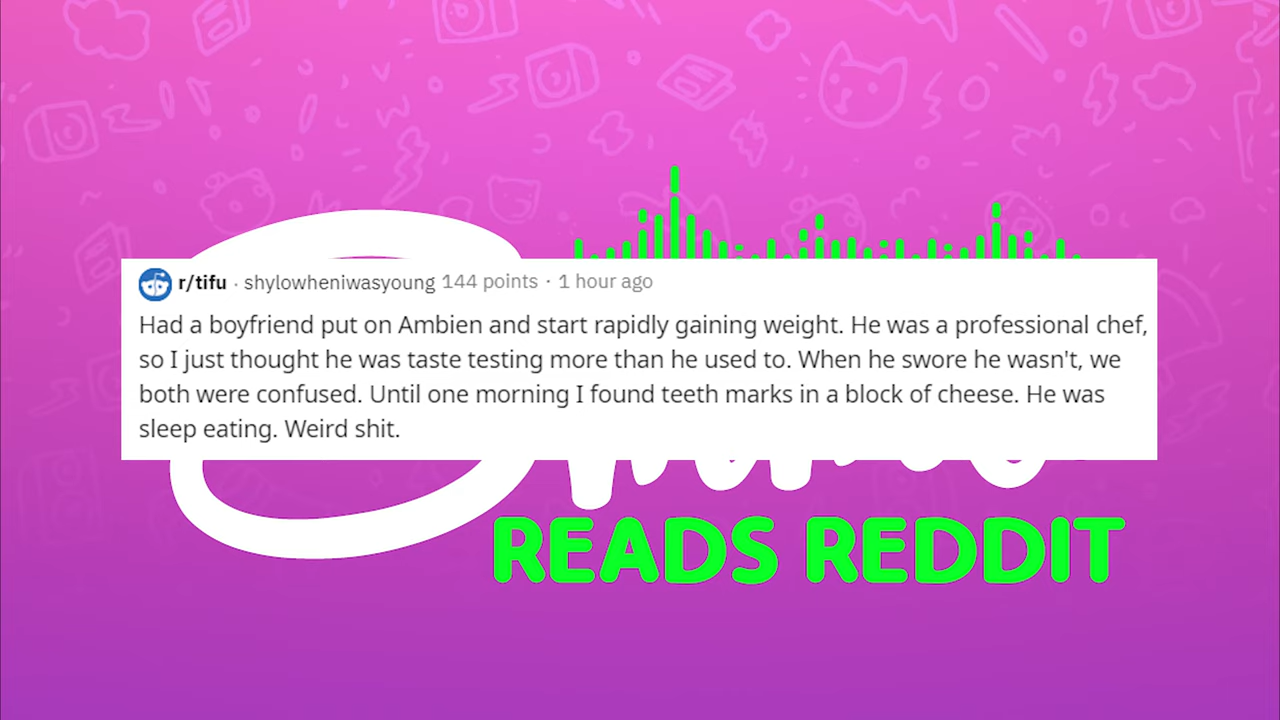 r/tifu · shylowheniwasyoung 144 points · 1 hour ago
Had a boyfriend put on Ambien and start rapidly gaining weight. He was a professional chef,
so I just thought he was taste testing more than he used to. When he swore he wasn't, we
both were confused. Until one morning I found teeth marks in a block of cheese. He was
sleep eating. Weird shit.
READS REDDIT